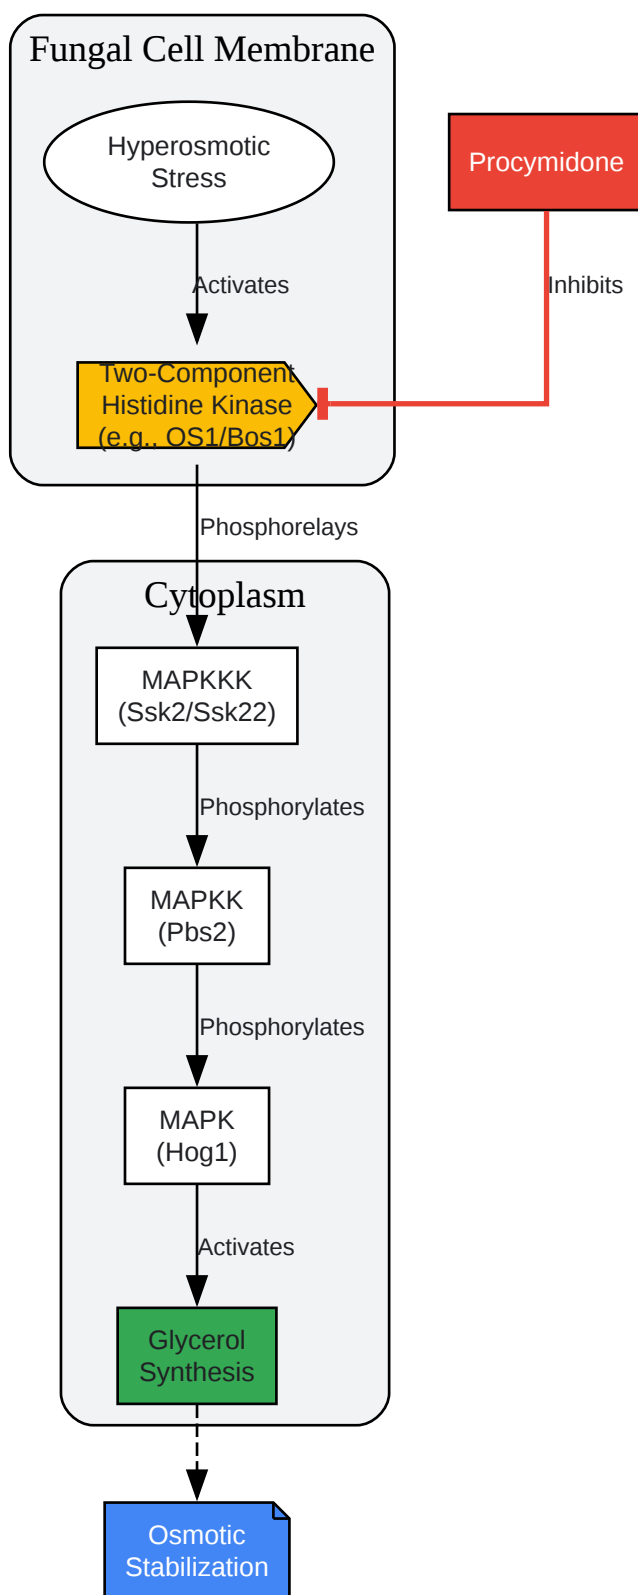 Fungal Cell Membrane
Hyperosmotic
Stress
Procymidone
Activates
Inhibits
Two-Component
Histidine Kinase
(e.g., OS1/Bos1)
Phosphorelays
Cytoplasm
MAPKKK
(Ssk2/Ssk22)
Phosphorylates
MAPKK
(Pbs2)
Phosphorylates
MAPK
(Hog1)
Activates
Glycerol
Synthesis
Osmotic
Stabilization